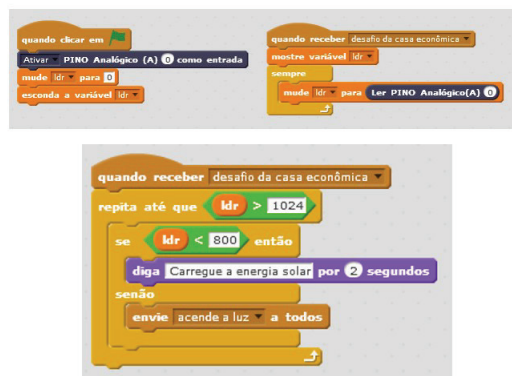 quando clicar em
Ativar PINO Analógico (A) 0 como entrada
mude ldr para 0
esconda a variável ldr
quando receber desafio da casa econômica
mostre variável ldr
sempre
mude ldr para Ler PINO Analógico(A) 0
quando receber desafio da casa econômica
repita até que ldr > 1024
se ldr < 800 então
diga Carregue a energia solar por 2 segundos
senão
envie acende a luz a todos